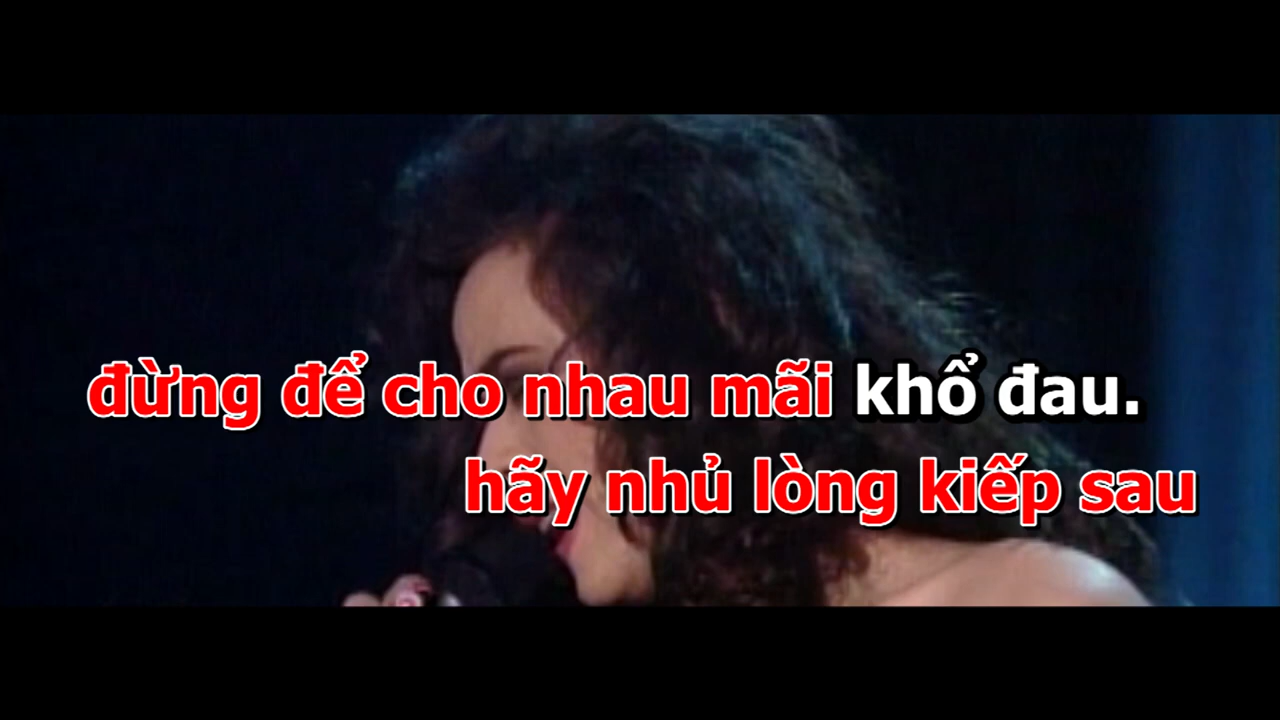 đừng để cho nhau mãi khổ đau.
hãy nhủ lòng kiếp sau